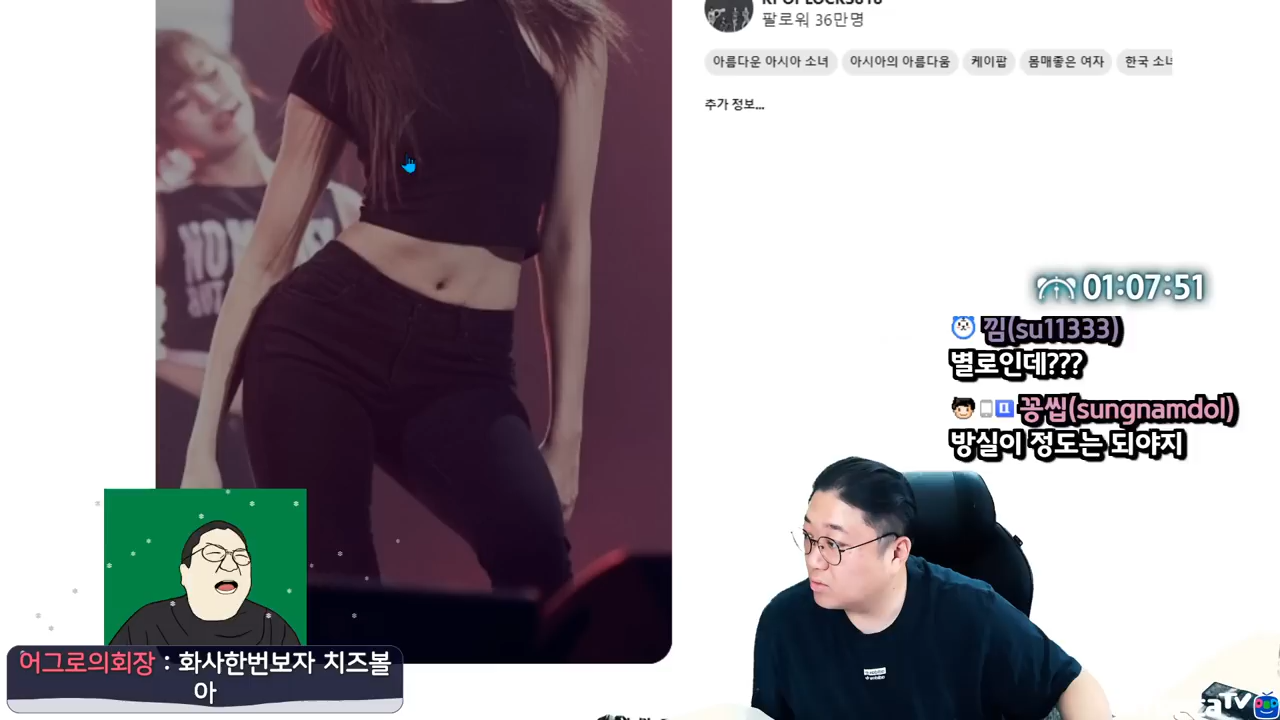 팔로워 36만명
아름다운 아시아 소녀
아시아의 아름다움
케이팝
몸매좋은 여자
한국 소녀
추가 정보...
01:07:51
낌(su11333)
별로인데???
꽁씹(sungnamdol)
방실이 정도는 되야지
어그로의회장 : 화사한번보자 치즈볼
아